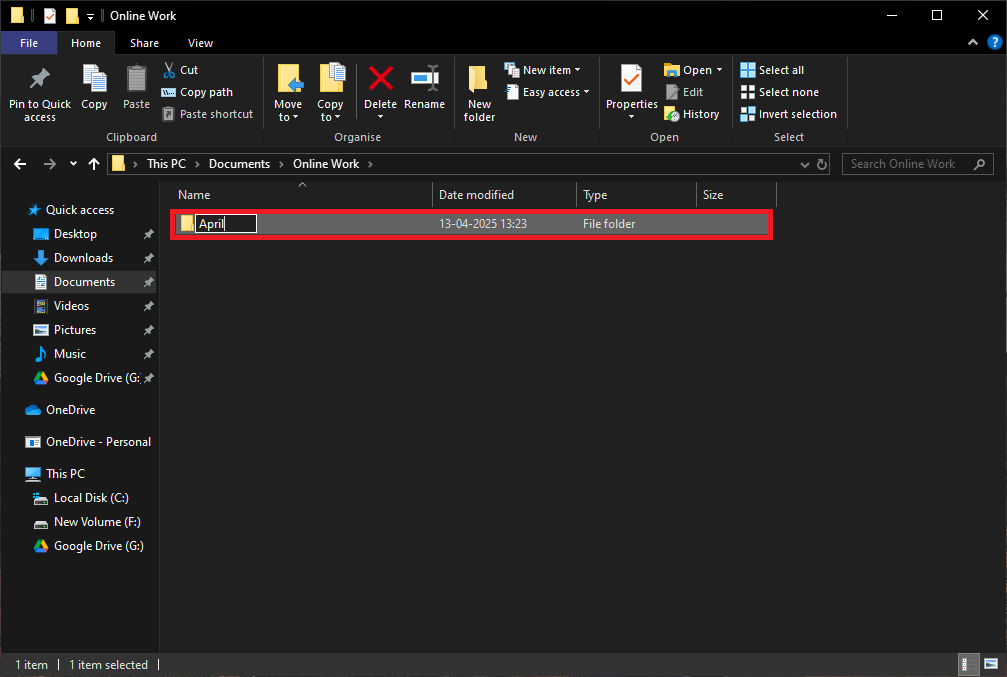 Online Work
File Home Share View
Pin to Quick access
Copy
Paste
Cut
Copy path
Paste shortcut
Clipboard
Move to
Copy to
Delete
Rename
Organise
New folder
New item
Easy access
New
Properties
Open
Edit
History
Open
Select all
Select none
Invert selection
Select
This PC Documents Online Work
Search Online Work
Name Date modified Type Size
April 13-04-2025 13:23 File folder
Quick access
Desktop
Downloads
Documents
Videos
Pictures
Music
Google Drive (G:
OneDrive
OneDrive - Personal
This PC
Local Disk (C:)
New Volume (F:)
Google Drive (G:)
1 item 1 item selected